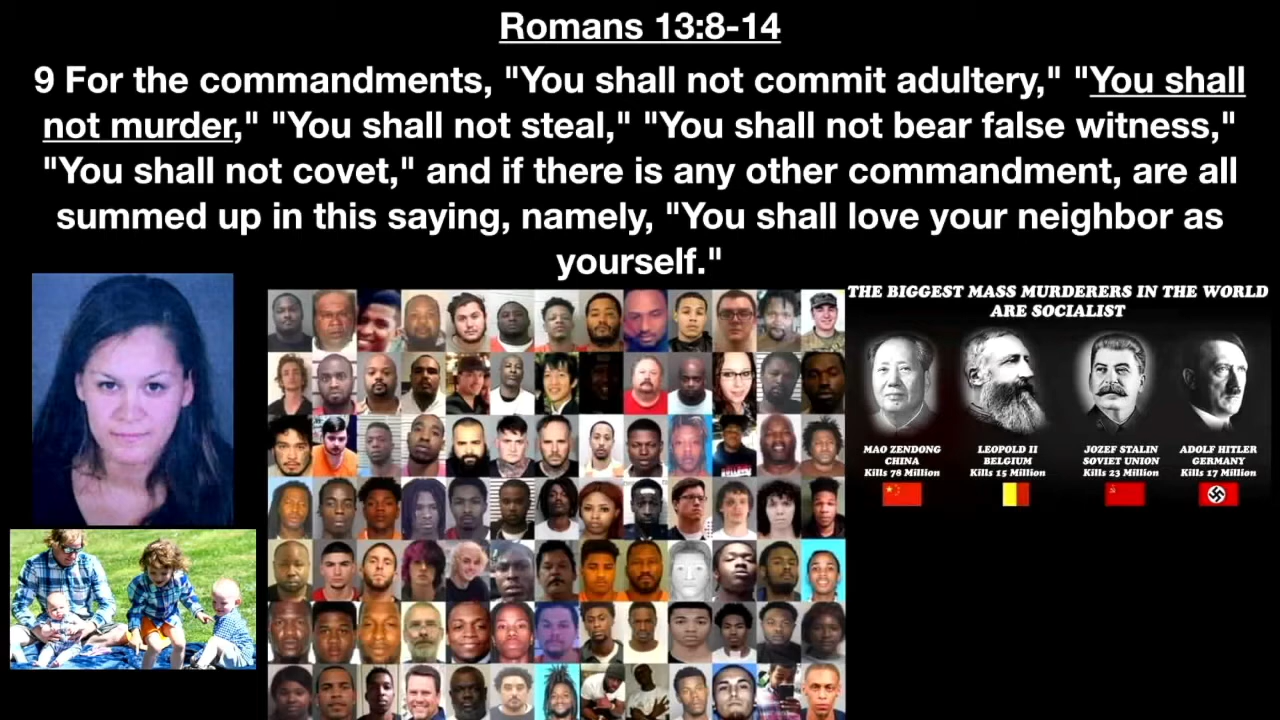 Romans 13:8-14
9 For the commandments, "You shall not commit adultery," "You shall
not murder," "You shall not steal," "You shall not bear false witness,"
"You shall not covet," and if there is any other commandment, are all
summed up in this saying, namely, "You shall love your neighbor as
yourself."
THE BIGGEST MASS MURDERERS IN THE WORLD
ARE SOCIALIST
MAO ZENDONG
CHINA
Kills 78 Million
LEOPOLD II
BELGIUM
Kills 15 Million
JOZEF STALIN
SOVIET UNION
Kills 23 Million
ADOLF HITLER
GERMANY
Kills 17 Million